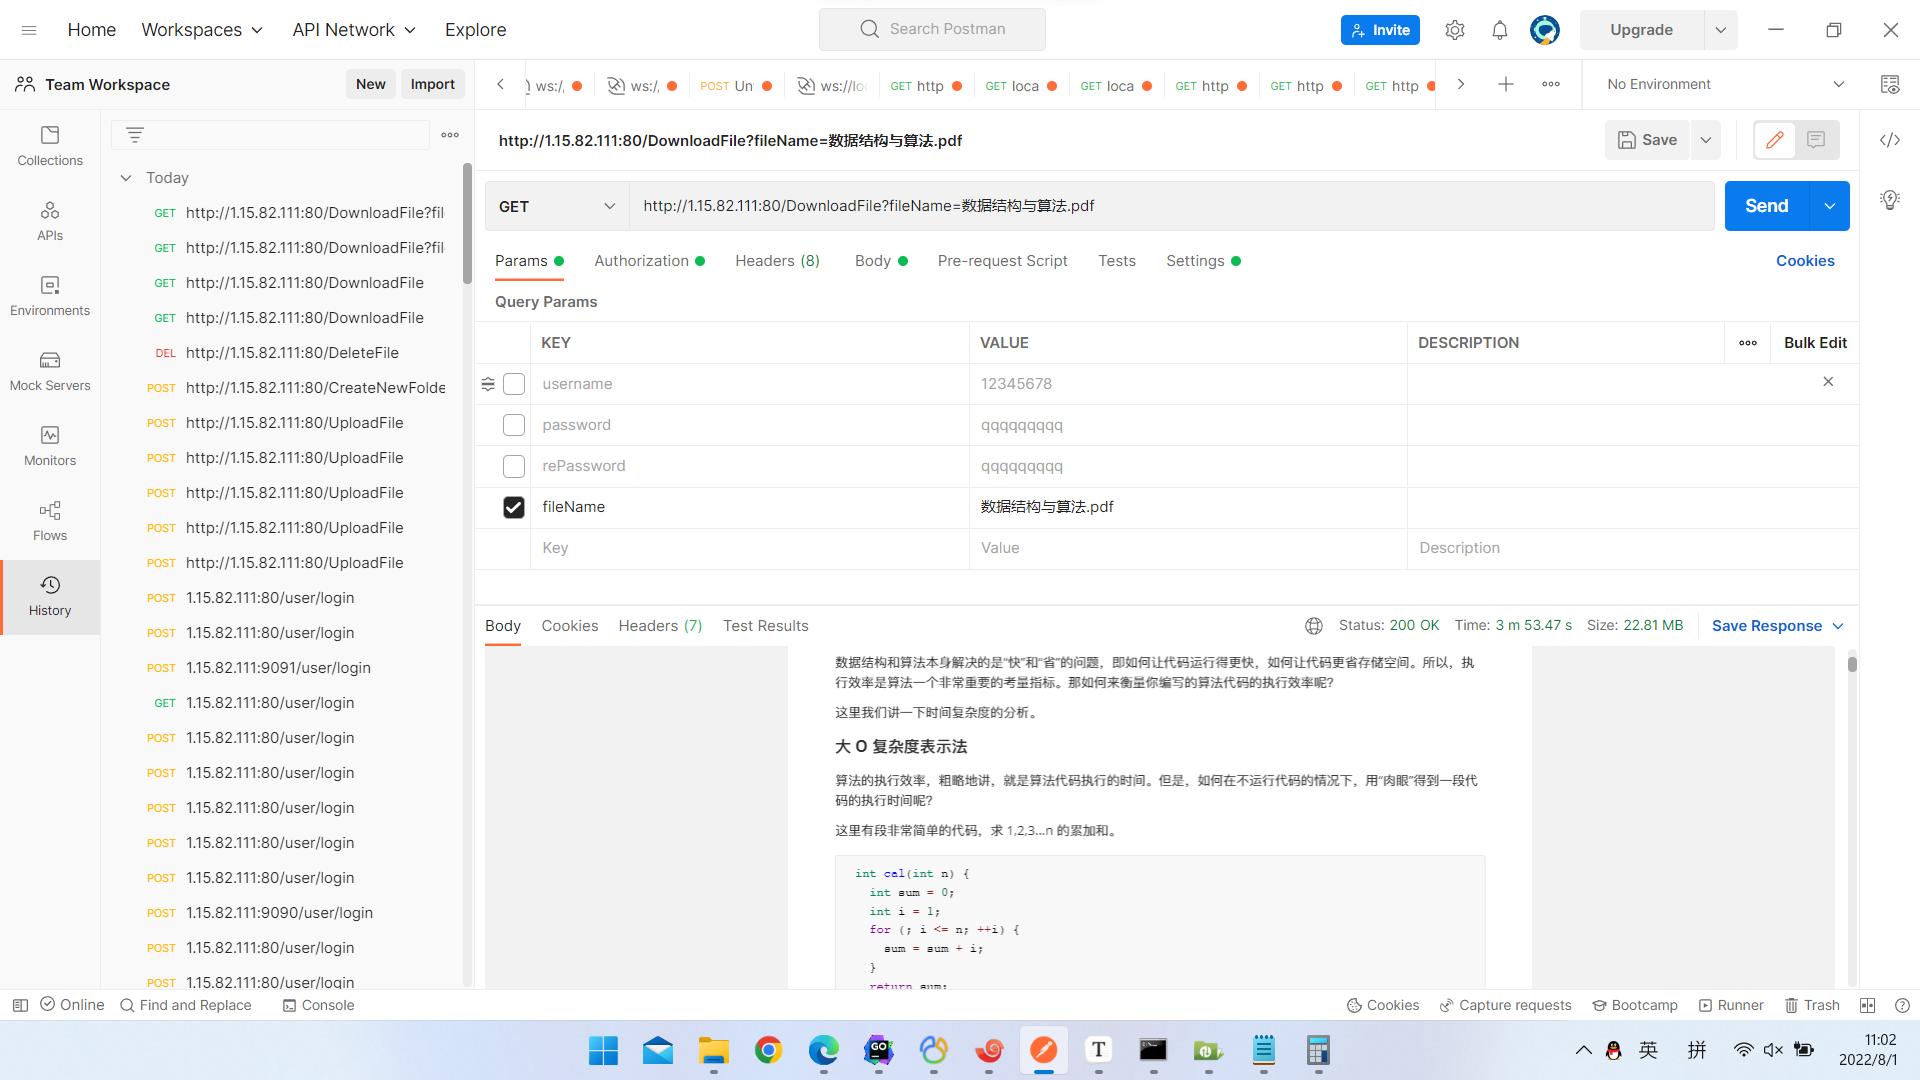 Home
Workspaces
API Network
Explore
Search Postman
Invite
Upgrade
Team Workspace
New
Import
ws:/,
ws:/,
POST Un
ws://lo
GET http
GET loca
GET loca
GET http
GET http
GET http
No Environment
Collections
APIs
Environments
Mock Servers
Monitors
Flows
History
Today
GET http://1.15.82.111:80/DownloadFile?fil
GET http://1.15.82.111:80/DownloadFile?fil
GET http://1.15.82.111:80/DownloadFile
GET http://1.15.82.111:80/DownloadFile
DEL http://1.15.82.111:80/DeleteFile
POST http://1.15.82.111:80/CreateNewFolde
POST http://1.15.82.111:80/UploadFile
POST http://1.15.82.111:80/UploadFile
POST http://1.15.82.111:80/UploadFile
POST http://1.15.82.111:80/UploadFile
POST http://1.15.82.111:80/UploadFile
POST 1.15.82.111:80/user/login
POST 1.15.82.111:80/user/login
POST 1.15.82.111:9091/user/login
GET 1.15.82.111:80/user/login
POST 1.15.82.111:80/user/login
POST 1.15.82.111:80/user/login
POST 1.15.82.111:80/user/login
POST 1.15.82.111:80/user/login
POST 1.15.82.111:80/user/login
POST 1.15.82.111:9090/user/login
POST 1.15.82.111:80/user/login
POST 1.15.82.111:80/user/login
http://1.15.82.111:80/DownloadFile?fileName=数据结构与算法.pdf
Save
GET
http://1.15.82.111:80/DownloadFile?fileName=数据结构与算法.pdf
Send
Params
Authorization
Headers (8)
Body
Pre-request Script
Tests
Settings
Cookies
Query Params
KEY VALUE DESCRIPTION
Bulk Edit
username 12345678
password qqqqqqqqq
rePassword qqqqqqqqq
fileName 数据结构与算法.pdf
Key Value Description
Body
Cookies
Headers (7)
Test Results
Status: 200 OK
Time: 3 m 53.47 s
Size: 22.81 MB
Save Response
数据结构和算法本身解决的是“快”和“省”的问题，即如何让代码运行得更快，如何让代码更省存储空间。所以，执
行效率是算法一个非常重要的考量指标。那如何来衡量你编写的算法代码的执行效率呢？
这里我们讲一下时间复杂度的分析。
大 O 复杂度表示法
算法的执行效率，粗略地讲，就是算法代码执行的时间。但是，如何在不运行代码的情况下，用“肉眼”得到一段代
码的执行时间呢？
这里有段非常简单的代码，求 1,2,3...n 的累加和。
int cal(int n) {
int sum = 0;
int i = 1;
for (; i <= n; ++i) {
sum = sum + i;
}
return sum;
Online
Find and Replace
Console
Cookies
Capture requests
Bootcamp
Runner
Trash
GO
T
英
拼
11:02
2022/8/1